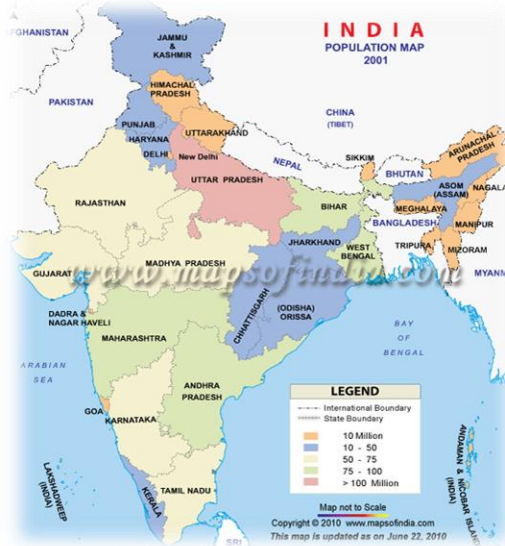 INDIA
POPULATION MAP
2001
AFGHANISTAN
JAMMU
&
KASHMIR
HIMACHAL
PRADESH
PAKISTAN
PUNJAB
HARYANA
DELHI
New Delhi
UTTARAKHAND
CHINA
(TIBET)
NEPAL
SIKKIM
BHUTAN
ARUNACHAL
PRADESH
UTTAR PRADESH
RAJASTHAN
BIHAR
ASOM
(ASSAM)
NAGALA
MEGHALAYA
BANGLADESH
MANIPUR
JHARKHAND
WEST
BENGAL
TRIPURA
MIZORAM
MADHYA PRADESH
GUJARAT
www.mapsofindia.com
MYANM
CHHATTISGARH
(ODISHA)
ORISSA
DADRA &
NAGAR HAVELI
MAHARASHTRA
BAY
OF
BENGAL
ARABIAN
SEA
ANDHRA
PRADESH
GOA
KARNATAKA
LEGEND
International Boundary
State Boundary
10 Million
10 - 50
50 - 75
75 - 100
> 100 Million
ANDAMAN & NICOBAR ISLAND
(INDIA)
LAKSHADWEEP
(INDIA)
KERALA
TAMIL NADU
Map not to Scale
Copyright © 2010 www.mapsofindia.com
This map is updated as on June 22, 2010
SRI